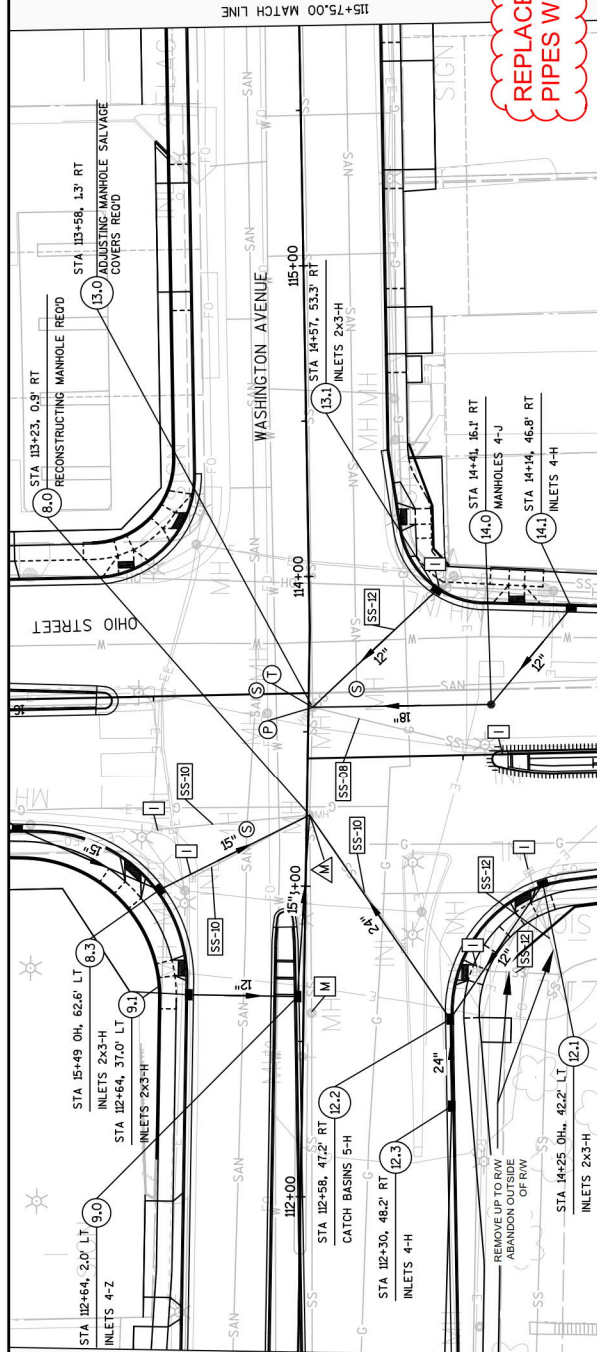 115+75.00 MATCH LINE
REPLACE
PIPES W
STA 113+23, 0.9' RT
RECONSTRUCTING MANHOLE REQ'D
8.0
STA 113+58, 1.3' RT
ADJUSTING MANHOLE SALVAGE
COVERS REQ'D
13.0
OHIO STREET
WASHINGTON AVENUE
112+00
114+00
115+00
STA 14+57, 53.3' RT
INLETS 2x3-H
13.1
STA 14+41, 16.1' RT
MANHOLES 4-J
14.0
STA 14+14, 46.8' RT
INLETS 4-H
14.1
STA 15+49 OH, 62.6' LT
INLETS 2x3-H
8.3
STA 112+64, 37.0' LT
INLETS 2x3-H
9.1
STA 112+64, 2.0' LT
INLETS 4-Z
9.0
STA 112+58, 47.2' RT
CATCH BASINS 5-H
12.2
STA 112+30, 48.2' RT
INLETS 4-H
12.3
STA 14+25 OH., 42.2' LT
INLETS 2x3-H
12.1
REMOVE UP TO R/W
ABANDON OUTSIDE
OF R/W
SS-10
SS-10
SS-10
SS-08
SS-12
SS-12
SS-12
15"
15"
15"
12"
12"
12"
12"
18"
24"
24"
P
S
T
S
S
M
M
I
I
I
I
I
I
SIGN
SAN
SAN
SAN
SAN
MH
MH
MH
SS
FO
W
G
E